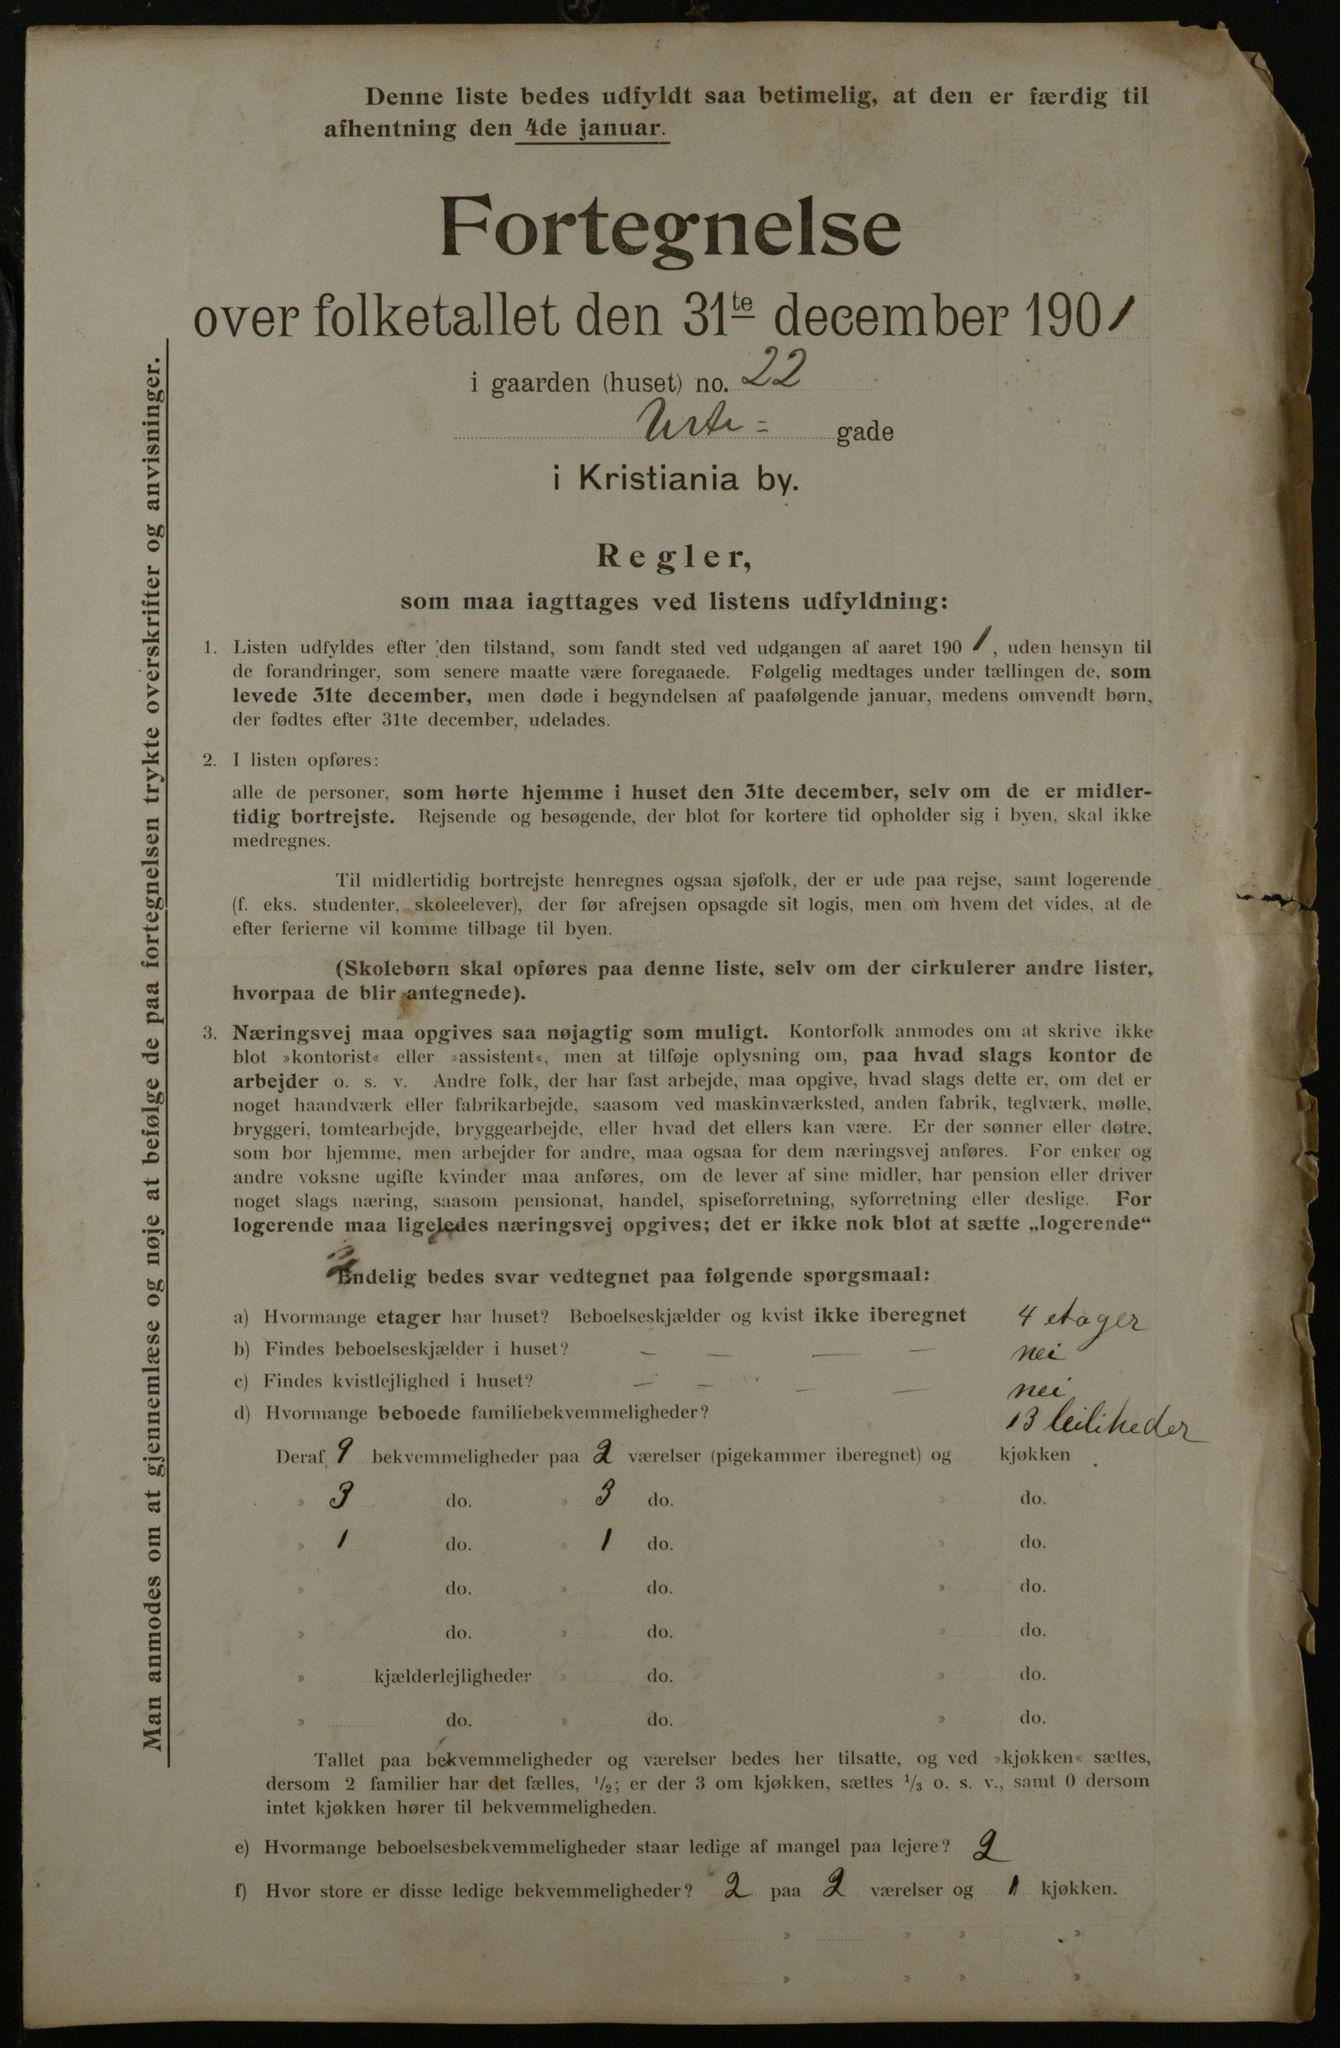 Denne liste bedes udfyldt saa betimelig, at den er færdig til
afhentning den 4de januar.
Fortegnelse
over folketallet den 31te december 1901
i gaarden (huset) no. 22
Urte= gade
i Kristiania by.
Regler,
som maa iagttages ved listens udfyldning:
1. Listen udfyldes efter den tilstand, som fandt sted ved udgangen af aaret 1901, uden hensyn til
de forandringer, som senere maatte være foregaaede. Følgelig medtages under tællingen de, som
levede 31te december, men døde i begyndelsen af paafølgende januar, medens omvendt børn,
der fødtes efter 31te december, udelades.
2. I listen opføres:
alle de personer, som hørte hjemme i huset den 31te december, selv om de er midler-
tidig bortrejste. Rejsende og besøgende, der blot for kortere tid opholder sig i byen, skal ikke
medregnes.
Til midlertidig bortrejste henregnes ogsaa sjøfolk, der er ude paa rejse, samt logerende
(f. eks. studenter, skoleelever), der før afrejsen opsagde sit logis, men om hvem det vides, at de
efter ferierne vil komme tilbage til byen.
(Skolebørn skal opføres paa denne liste, selv om der cirkulerer andre lister,
hvorpaa de blir antegnede).
3. Næringsvej maa opgives saa nøjagtig som muligt. Kontorfolk anmodes om at skrive ikke
blot »kontorist« eller »assistent«, men at tilføje oplysning om, paa hvad slags kontor de
arbejder o. s. v. Andre folk, der har fast arbejde, maa opgive, hvad slags dette er, om det er
noget haandværk eller fabrikarbejde, saasom ved maskinværksted, anden fabrik, teglværk, mølle,
bryggeri, tomtearbejde, bryggearbejde, eller hvad det ellers kan være. Er der sønner eller døtre,
som bor hjemme, men arbejder for andre, maa ogsaa for dem næringsvej anføres. For enker og
andre voksne ugifte kvinder maa anføres, om de lever af sine midler, har pension eller driver
noget slags næring, saasom pensionat, handel, spiseforretning, syforretning eller deslige. For
logerende maa ligeledes næringsvej opgives; det er ikke nok blot at sætte „logerende“
Endelig bedes svar vedtegnet paa følgende spørgsmaal:
a) Hvormange etager har huset? Beboelseskjælder og kvist ikke iberegnet 4 etager
b) Findes beboelseskjælder i huset? — — — — nei
c) Findes kvistlejlighed i huset? — — — — nei
d) Hvormange beboede familiebekvemmeligheder? 13 leiliheder
Deraf 9 bekvemmeligheder paa 2 værelser (pigekammer iberegnet) og kjøkken
» 3 do. » 3 do. » do.
» 1 do. » 1 do. » do.
» do. » do. » do.
» do. » do. » do.
» kjælderlejligheder » do. » do.
» do. » do. » do.
Tallet paa bekvemmeligheder og værelser bedes her tilsatte, og ved »kjøkken« sættes,
dersom 2 familier har det fælles, 1/2; er der 3 om kjøkken, sættes 1/3 o. s. v., samt 0 dersom
intet kjøkken hører til bekvemmeligheden.
e) Hvormange beboelsesbekvemmeligheder staar ledige af mangel paa lejere? 2
f) Hvor store er disse ledige bekvemmeligheder? 2 paa 2 værelser og 1 kjøkken.
» » » »
» » » »
Man anmodes om at gjennemlæse og nøje at befølge de paa fortegnelsen trykte overskrifter og anvisninger.